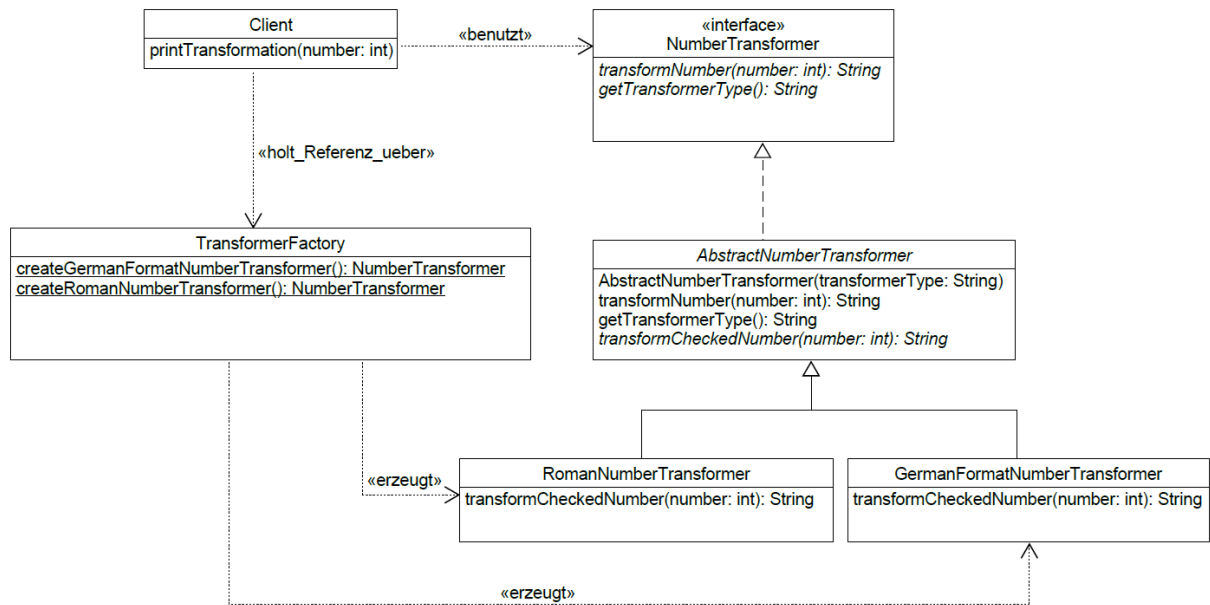 Client
printTransformation(number: int)
«benutzt»
«interface»
NumberTransformer
transformNumber(number: int): String
getTransformerType(): String
«holt_Referenz_ueber»
TransformerFactory
createGermanFormatNumberTransformer(): NumberTransformer
createRomanNumberTransformer(): NumberTransformer
AbstractNumberTransformer
AbstractNumberTransformer(transformerType: String)
transformNumber(number: int): String
getTransformerType(): String
transformCheckedNumber(number: int): String
«erzeugt»
RomanNumberTransformer
transformCheckedNumber(number: int): String
GermanFormatNumberTransformer
transformCheckedNumber(number: int): String
«erzeugt»